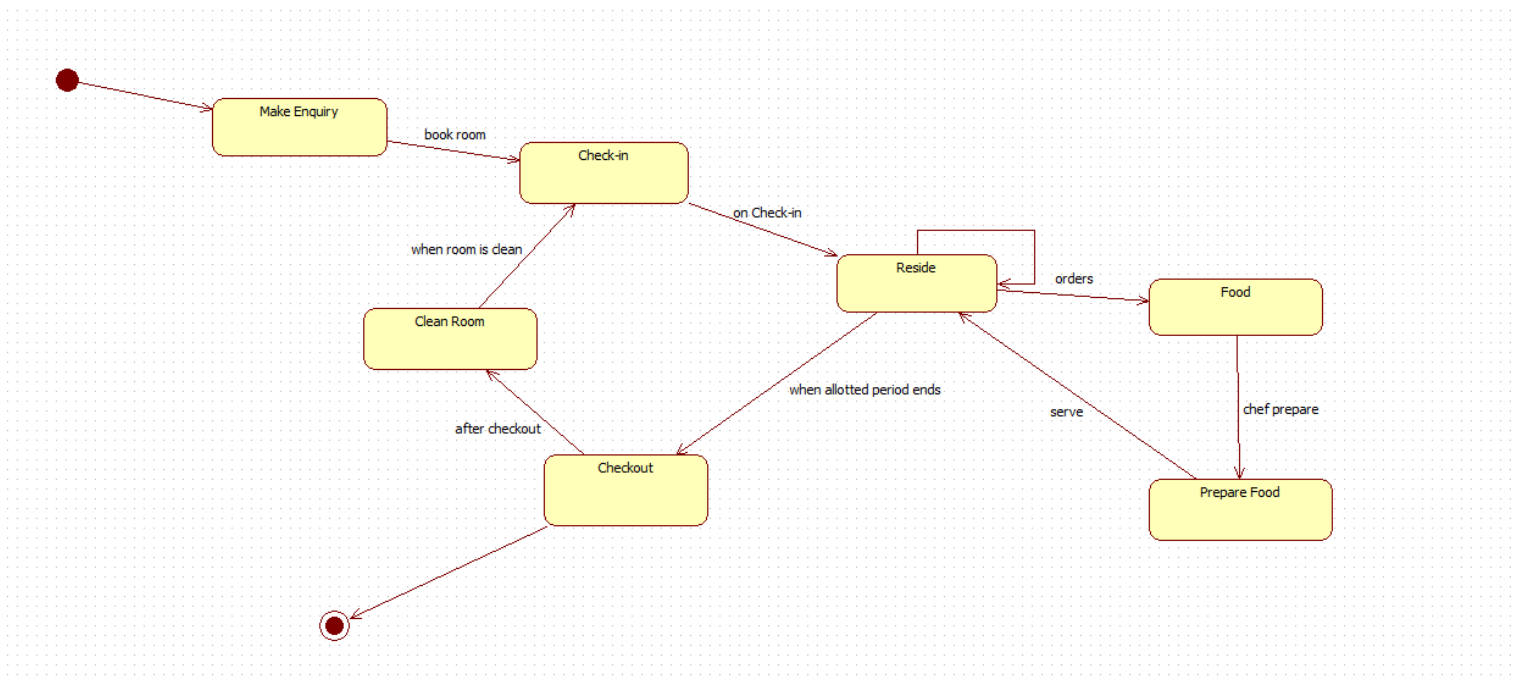 Make Enquiry
book room
Check-in
on Check-in
when room is clean
Reside
orders
Food
Clean Room
when allotted period ends
serve
chef prepare
after checkout
Checkout
Prepare Food